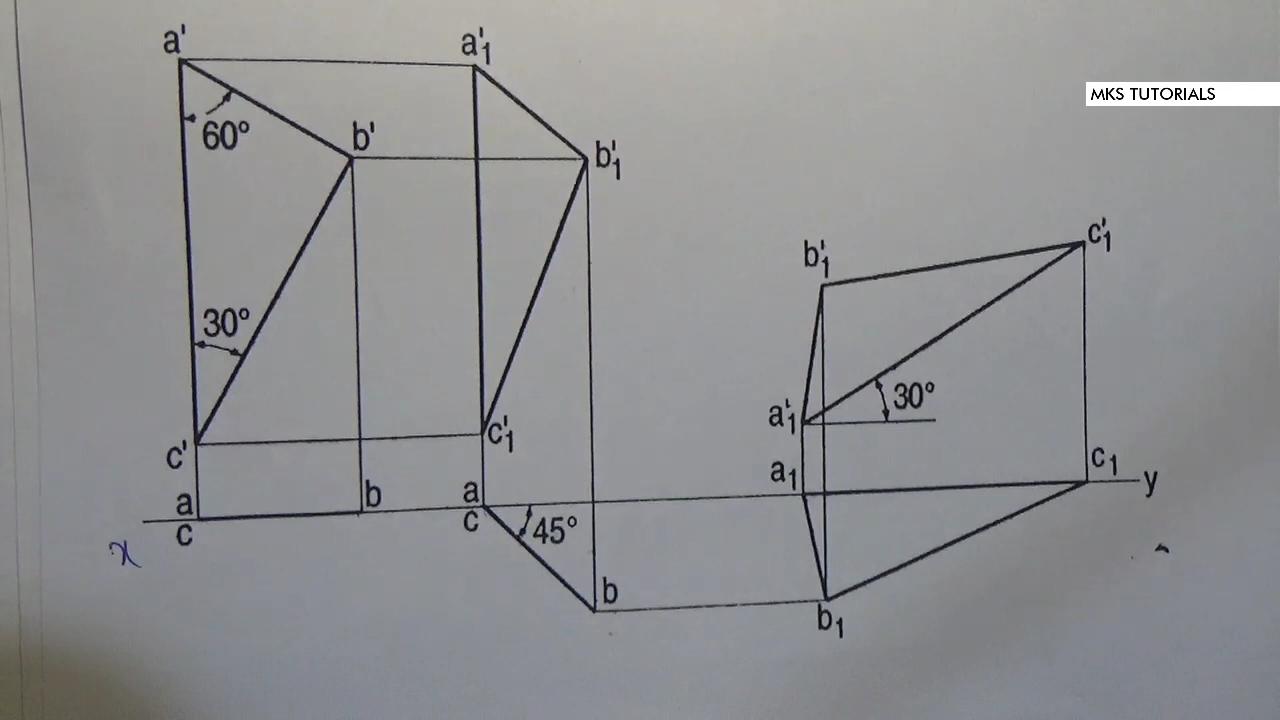 MKS TUTORIALS
a' a'₁
60° b' b'₁
b'₁ c'₁
30° a'₁ 30°
c' c'₁ a₁ c₁ y
a b a
c c 45°
x
b
b₁